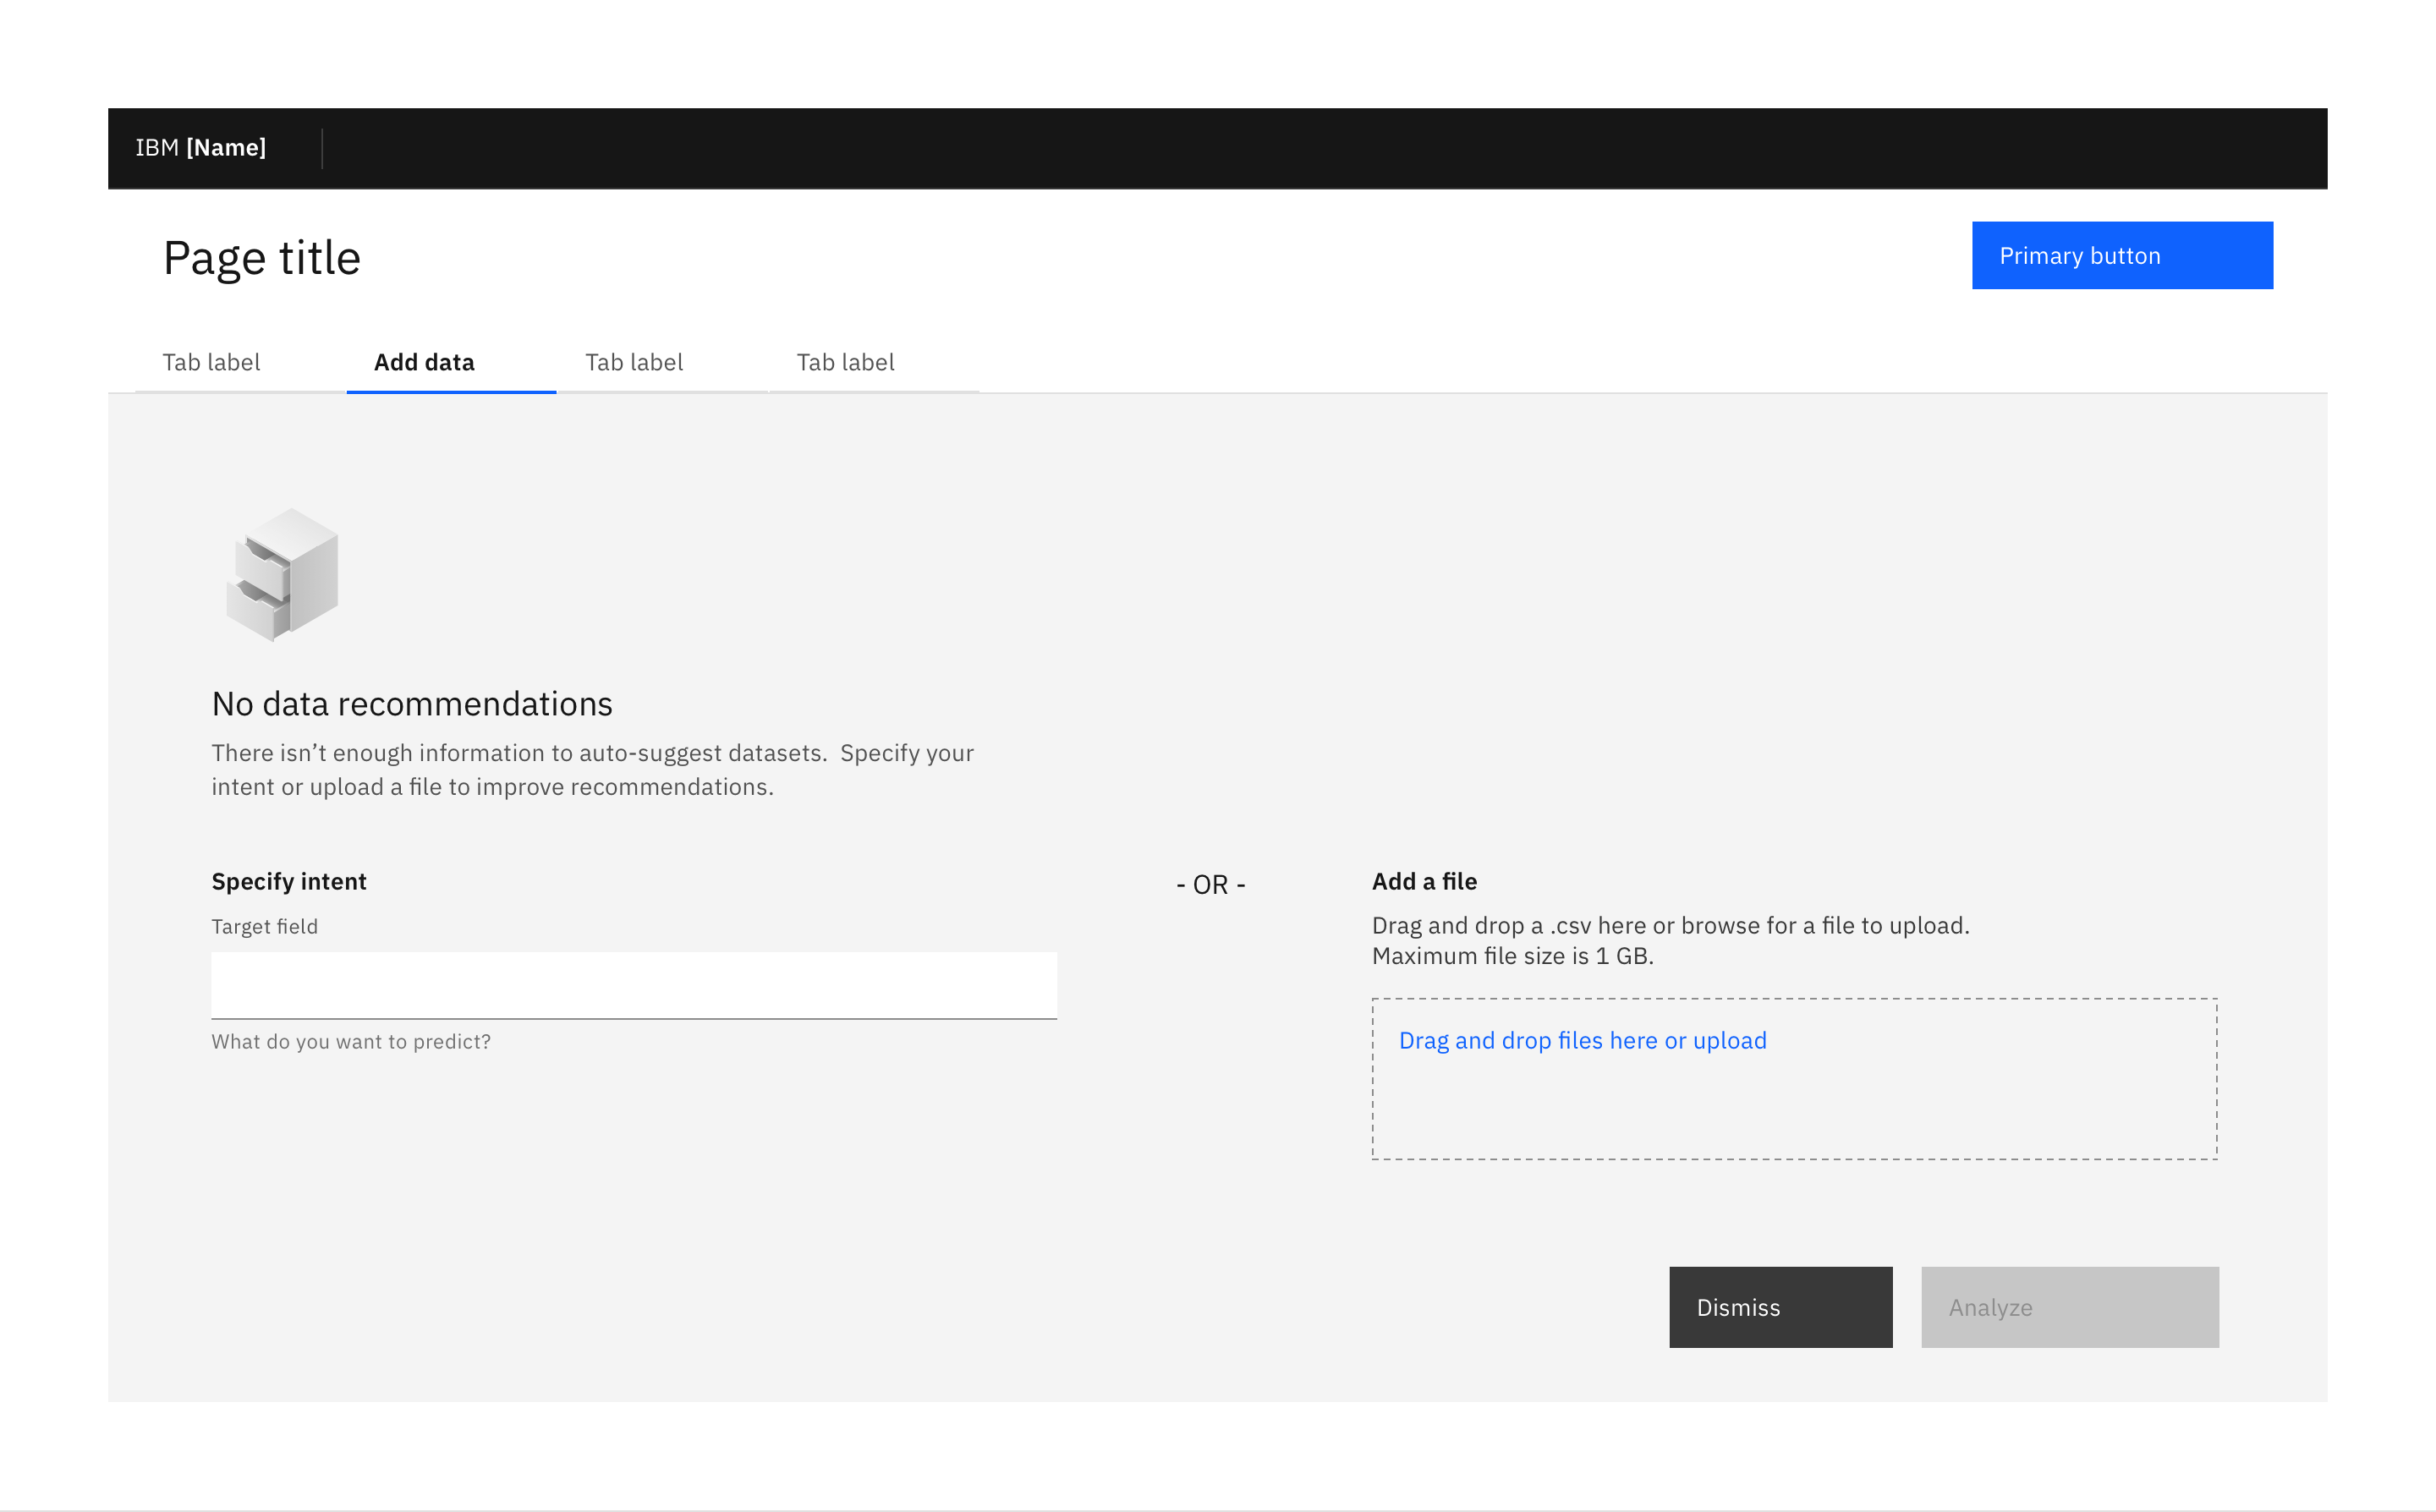 IBM [Name]
Page title
Primary button
Tab label
Add data
Tab label
Tab label
No data recommendations
There isn’t enough information to auto-suggest datasets.  Specify your
intent or upload a file to improve recommendations.
Specify intent
Target field
What do you want to predict?
- OR -
Add a file
Drag and drop a .csv here or browse for a file to upload.
Maximum file size is 1 GB.
Drag and drop files here or upload
Dismiss
Analyze